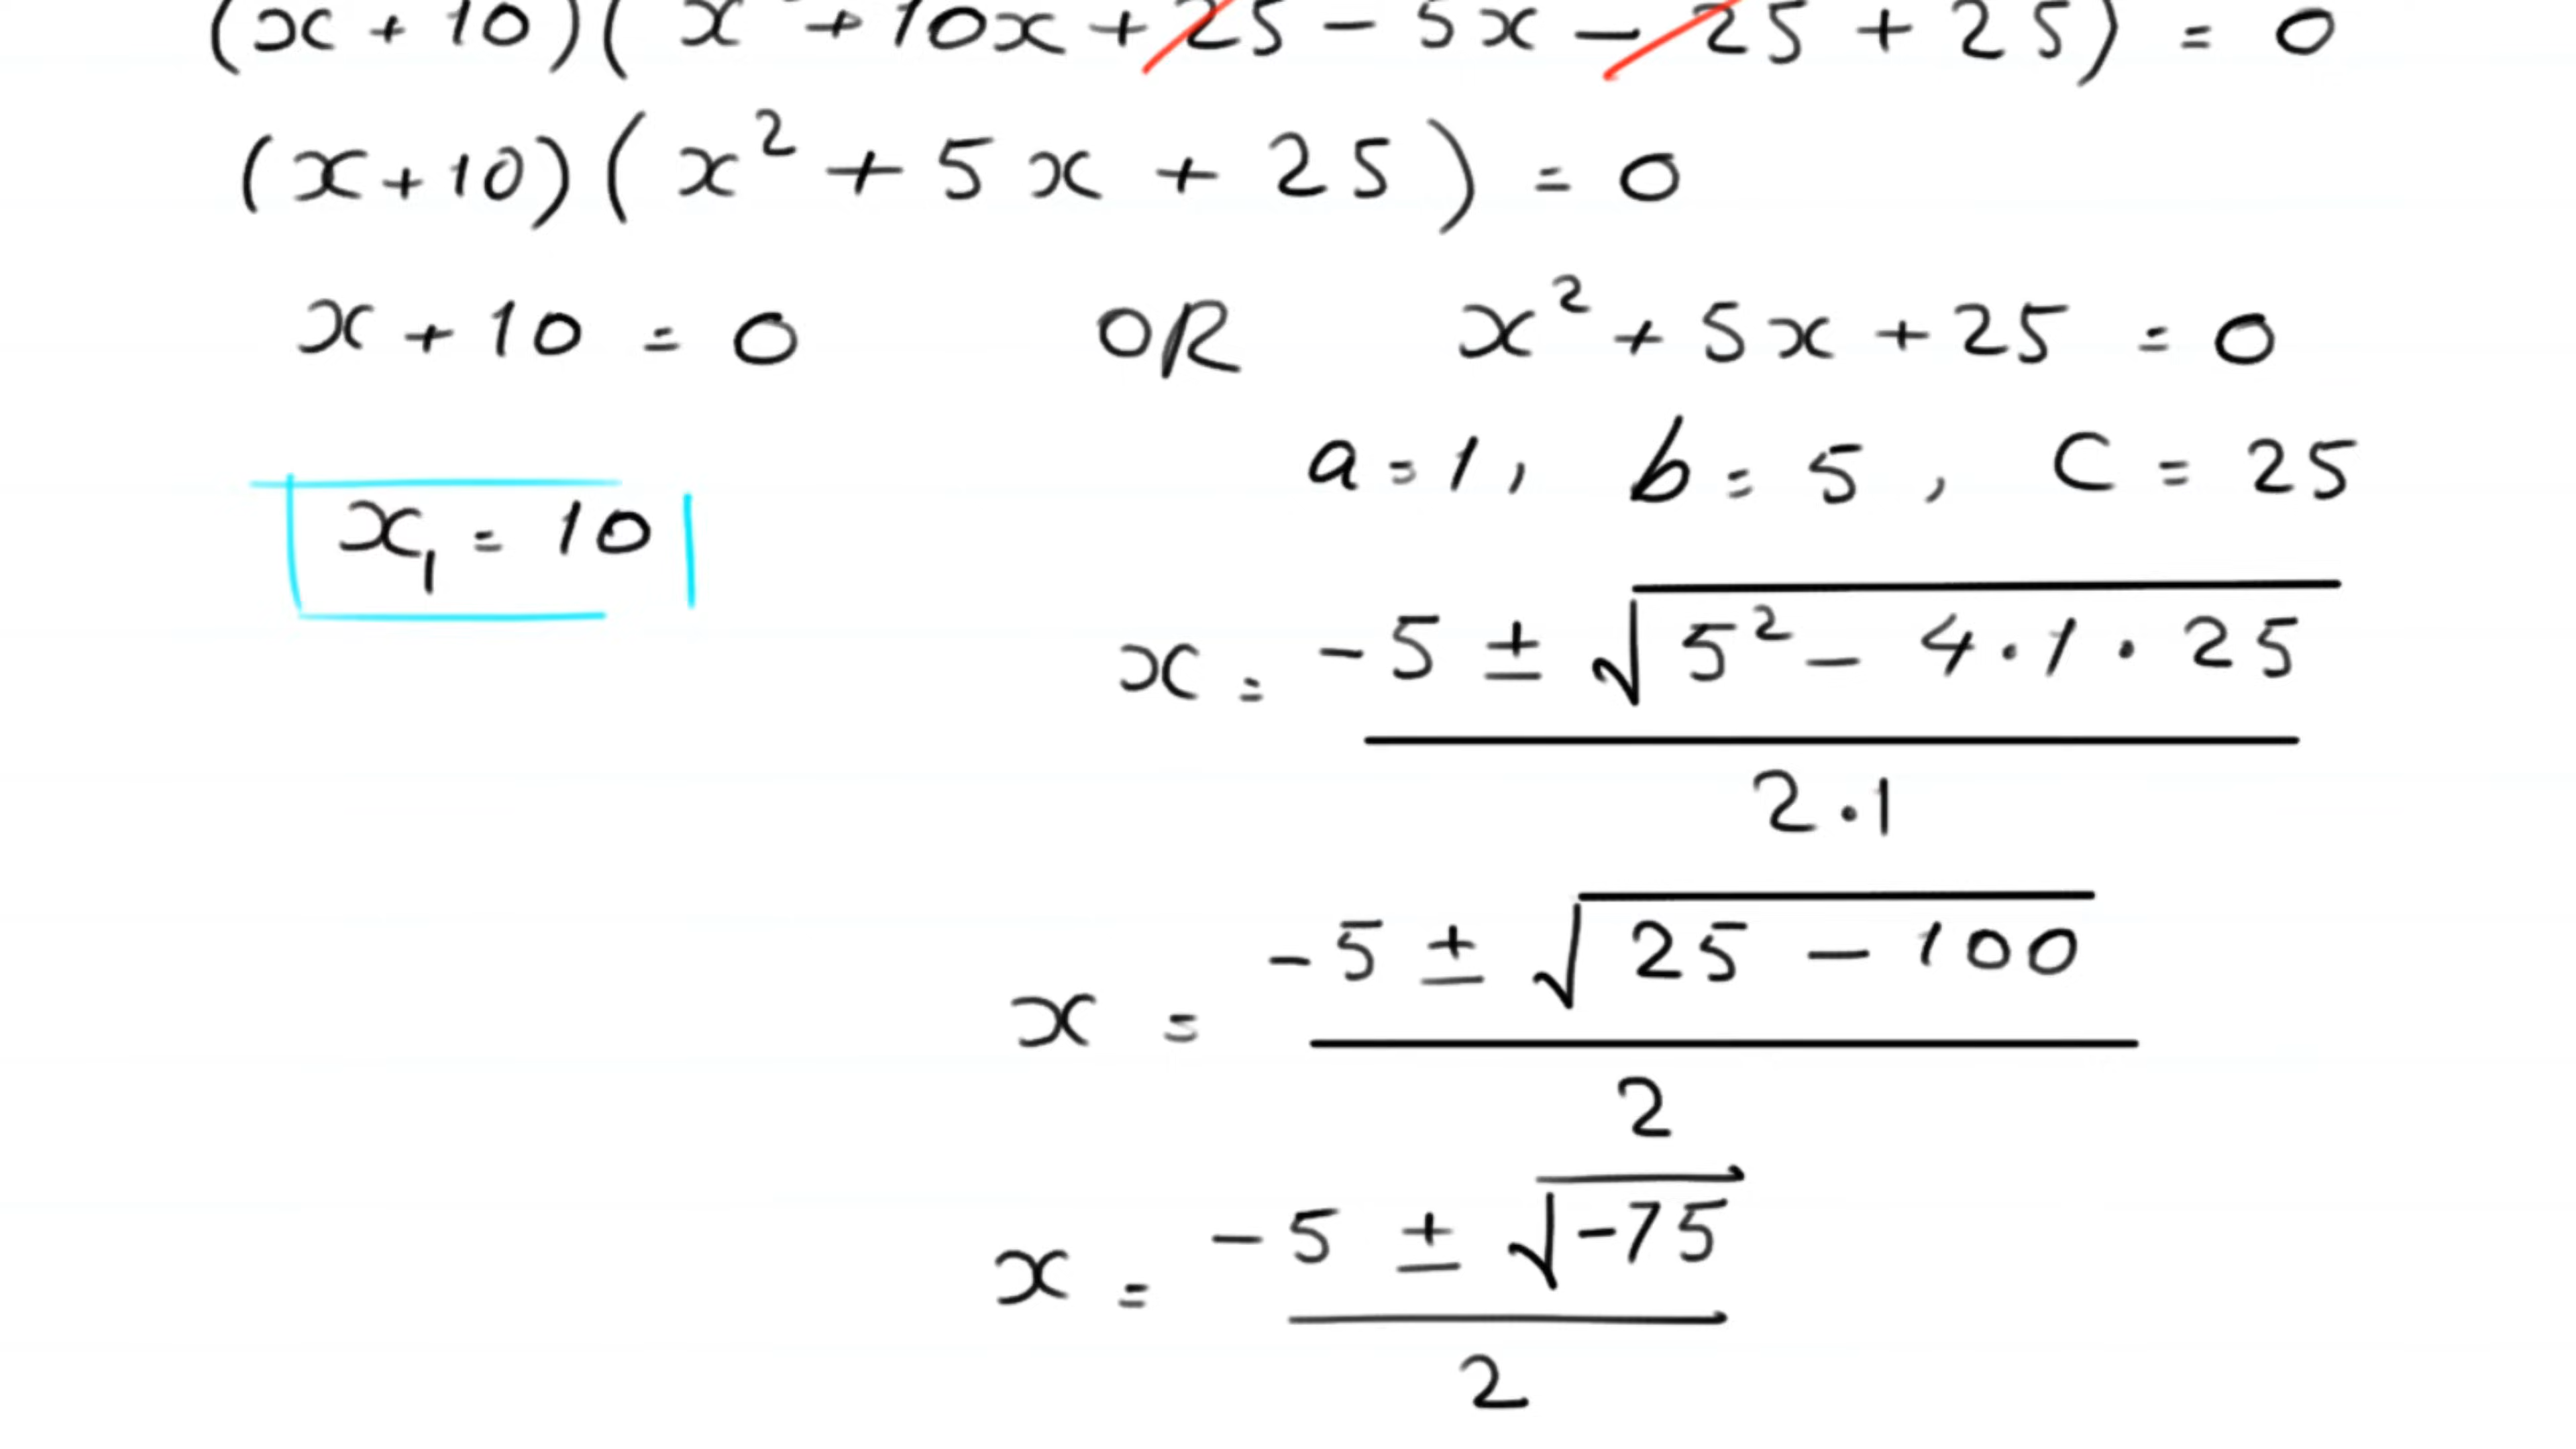 (x + 10)(x² + 10x + 25 - 5x - 25 + 25) = 0
(x+10)(x² + 5x + 25) = 0
x + 10 = 0 OR x² + 5x + 25 = 0
a=1, b=5, C=25
x₁ = 10
x = (-5 ± √(5² - 4·1·25)) / (2·1)
x = (-5 ± √(25 - 100)) / 2
x = (-5 ± √(-75)) / 2